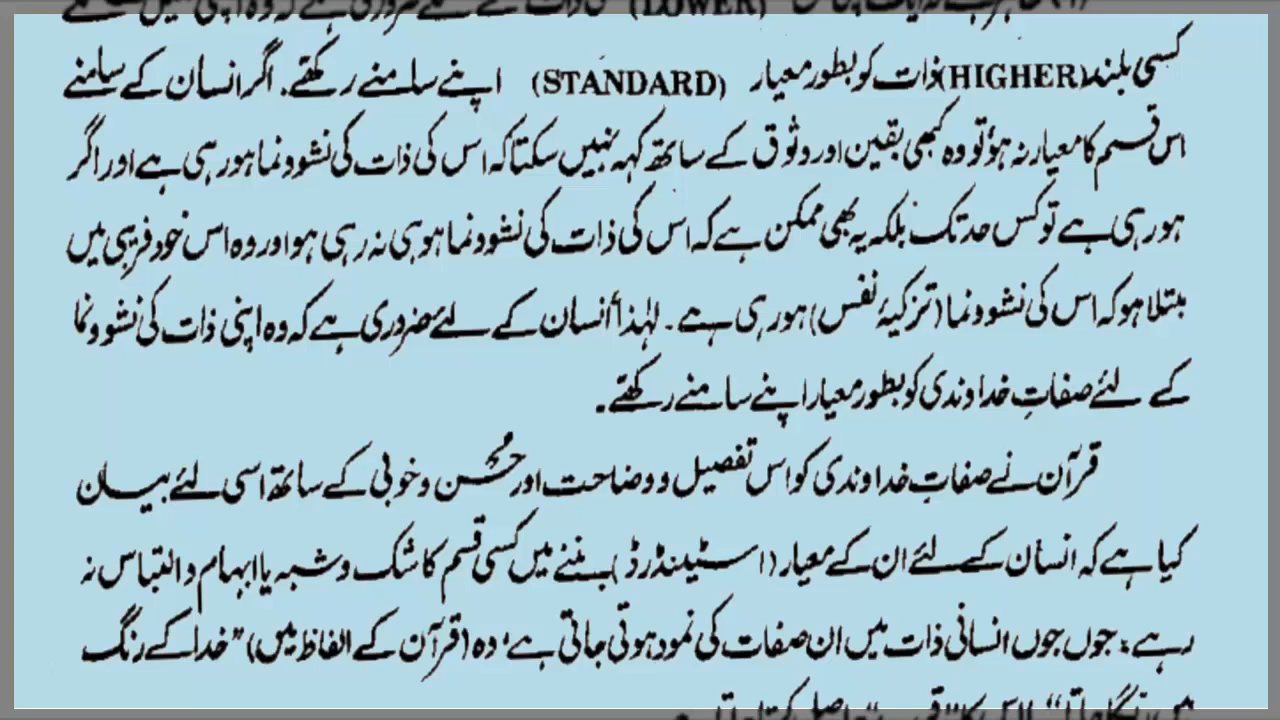 (LOWER)
کسی بلند (HIGHER) ذات کو بطور معیار (STANDARD) اپنے سامنے رکھتے۔ اگر انسان کے سامنے
اس قسم کا معیار نہ ہو تو وہ کبھی یقین اور وثوق کے ساتھ کہہ نہیں سکتا کہ اس کی ذات کی نشوونما ہو رہی ہے اور اگر
ہو رہی ہے تو کس حد تک بلکہ یہ بھی ممکن ہے کہ اس کی ذات کی نشوونما ہو ہی نہ رہی ہو اور وہ اس خود فریبی میں
مبتلا ہو کہ اس کی نشوونما (تزکیۂ نفس) ہو رہی ہے۔ لہٰذا انسان کے لئے ضروری ہے کہ وہ اپنی ذات کی نشوونما
کے لئے صفاتِ خداوندی کو بطور معیار اپنے سامنے رکھتے۔
قرآن نے صفاتِ خداوندی کو اس تفصیل و وضاحت اور حُسن و خوبی کے ساتھ اسی لئے بیان
کیا ہے کہ انسان کے لئے ان کے معیار (اسٹینڈرڈ) بننے میں کسی قسم کا شک و شبہ یا ابہام و التباس نہ
رہے۔ جوں جوں انسانی ذات میں ان صفات کی نمود ہوتی جاتی ہے، وہ (قرآن کے الفاظ میں) "خدا کے رنگ